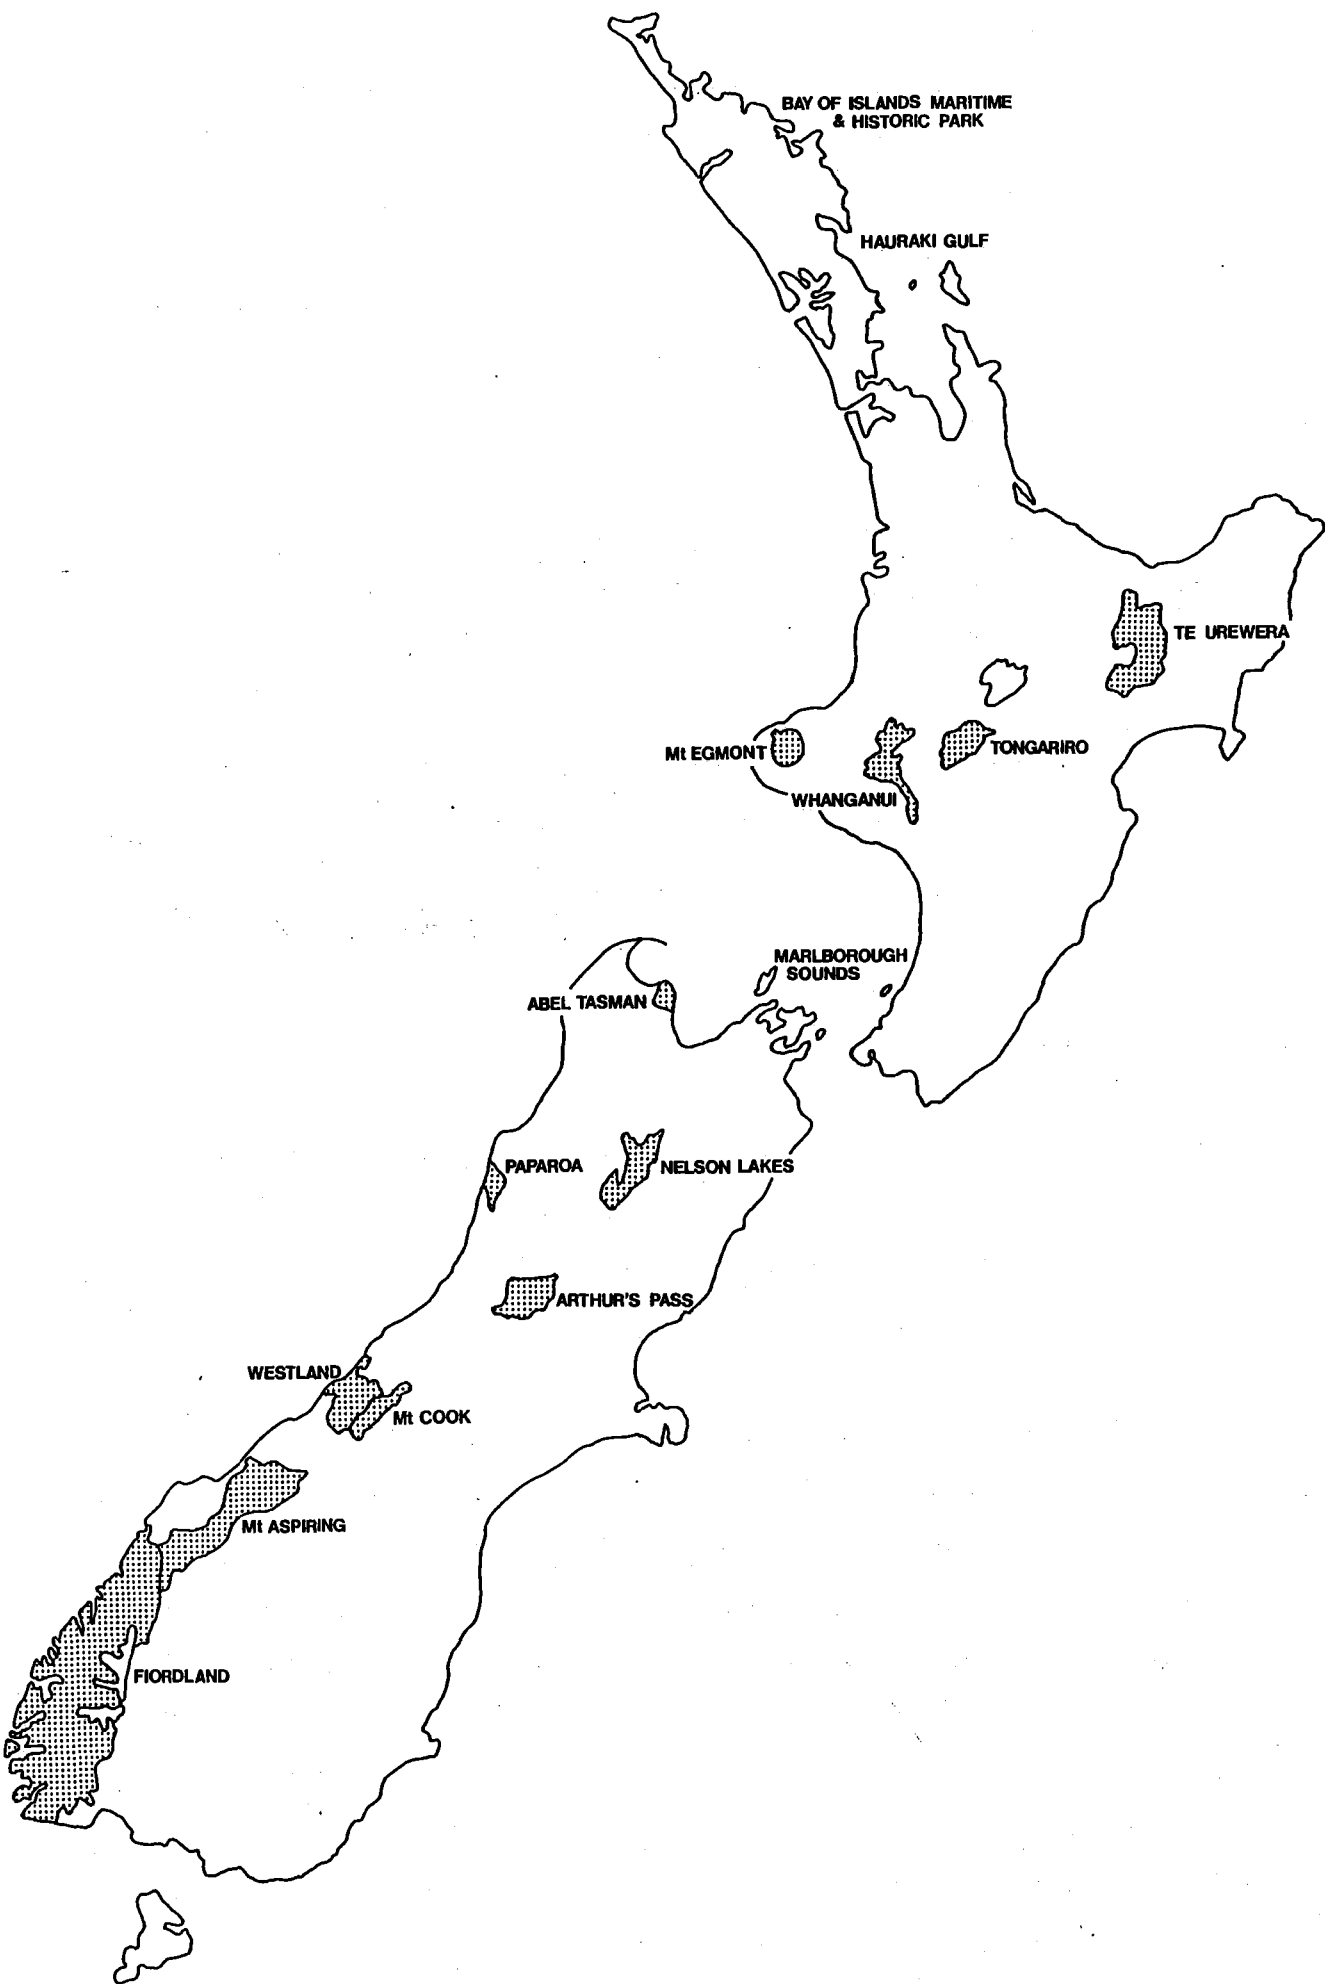 BAY OF ISLANDS MARITIME
& HISTORIC PARK
HAURAKI GULF
TE UREWERA
Mt EGMONT
TONGARIRO
WHANGANUI
MARLBOROUGH
SOUNDS
ABEL TASMAN
PAPAROA
NELSON LAKES
ARTHUR'S PASS
WESTLAND
Mt COOK
Mt ASPIRING
FIORDLAND